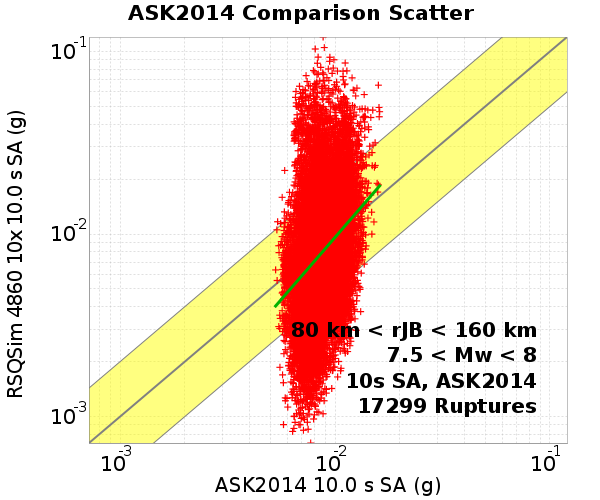 ASK2014 Comparison Scatter
RSQSim 4860 10x 10.0 s SA (g)
10-1
10-2
10-3
80 km < rJB < 160 km
7.5 < Mw < 8
10s SA, ASK2014
17299 Ruptures
10-3
10-2
10-1
ASK2014 10.0 s SA (g)